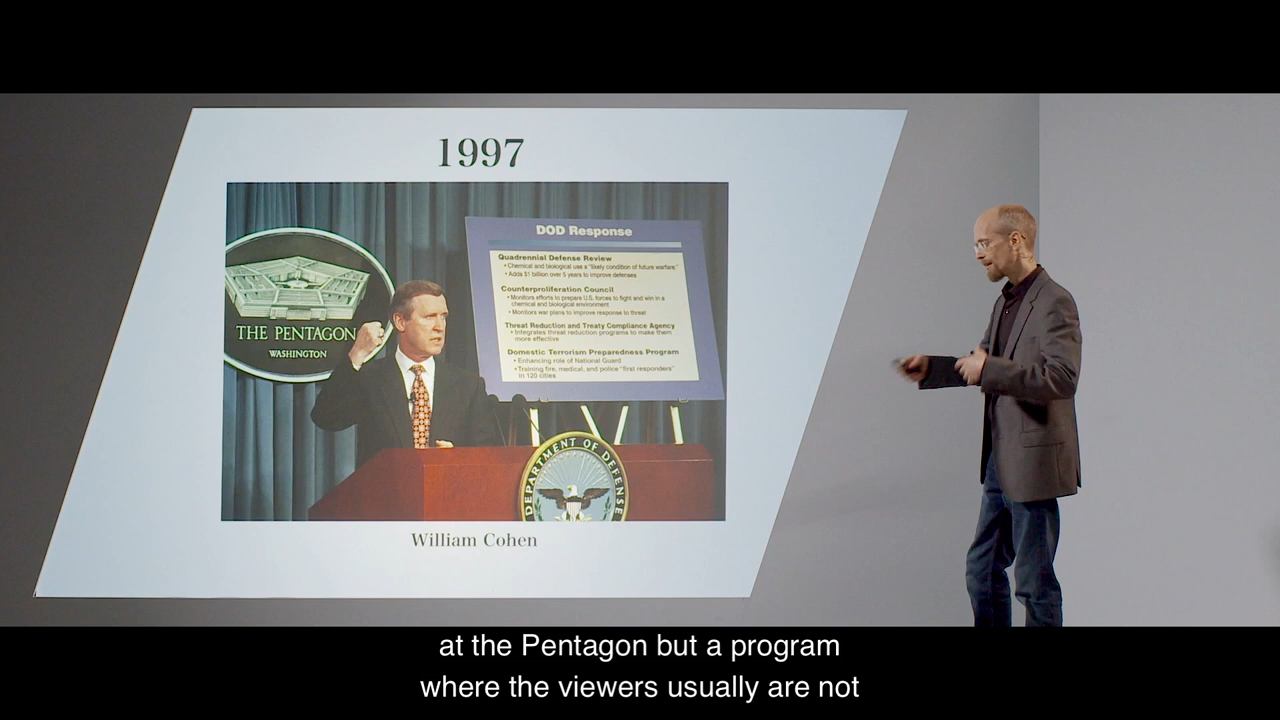 1997
THE PENTAGON
WASHINGTON
DOD Response
Quadrennial Defense Review
• Chemical and biological use a "likely condition of future warfare."
• Adds $1 billion over 5 years to improve defenses
Counterproliferation Council
• Monitors efforts to prepare U.S. forces to fight and win in a
chemical and biological environment
• Monitors war plans to improve response to threat
Threat Reduction and Treaty Compliance Agency
• Integrates threat reduction programs to make them
more effective
Domestic Terrorism Preparedness Program
• Enhancing role of National Guard
• Training fire, medical, and police "first responders"
in 120 cities
DEPARTMENT OF DEFENSE
William Cohen
at the Pentagon but a program
where the viewers usually are not